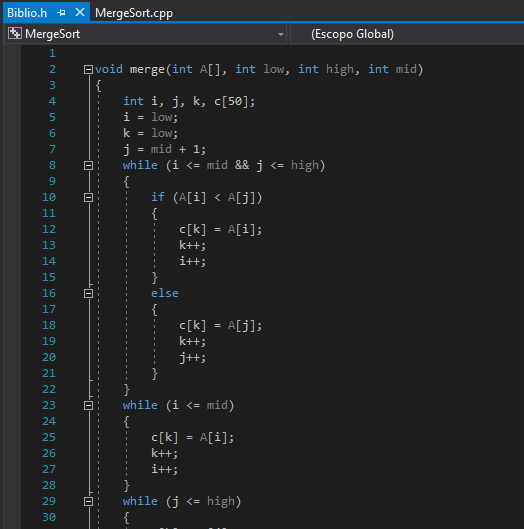 Biblio.h MergeSort.cpp
MergeSort (Escopo Global)
1
2 void merge(int A[], int low, int high, int mid)
3 {
4 int i, j, k, c[50];
5 i = low;
6 k = low;
7 j = mid + 1;
8 while (i <= mid && j <= high)
9 {
10 if (A[i] < A[j])
11 {
12 c[k] = A[i];
13 k++;
14 i++;
15 }
16 else
17 {
18 c[k] = A[j];
19 k++;
20 j++;
21 }
22 }
23 while (i <= mid)
24 {
25 c[k] = A[i];
26 k++;
27 i++;
28 }
29 while (j <= high)
30 {